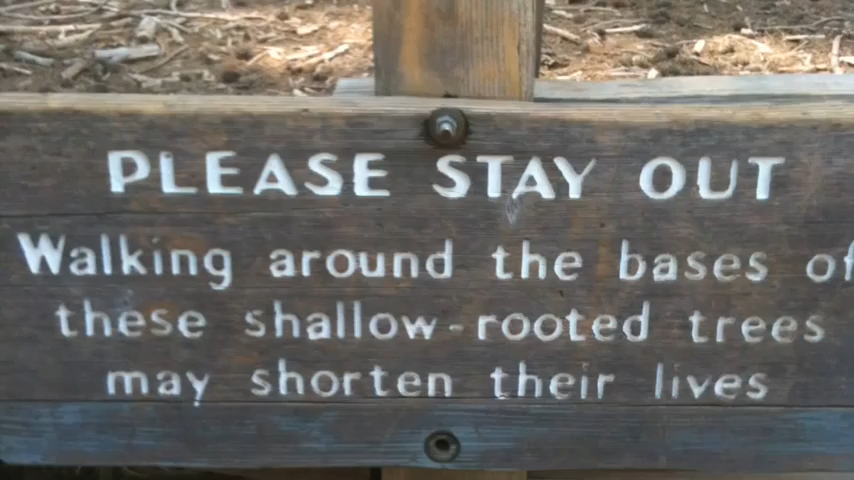 PLEASE STAY OUT
Walking around the bases of
these shallow-rooted trees
may shorten their lives